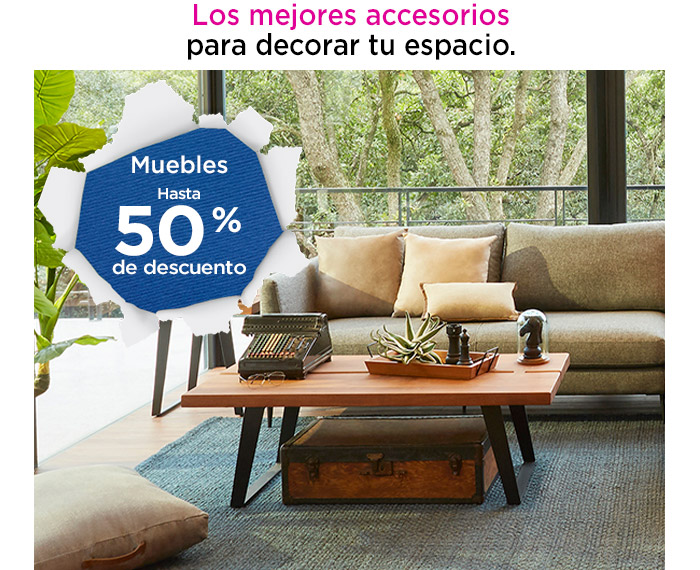 Los mejores accesorios
para decorar tu espacio.
Muebles
Hasta
50%
de descuento